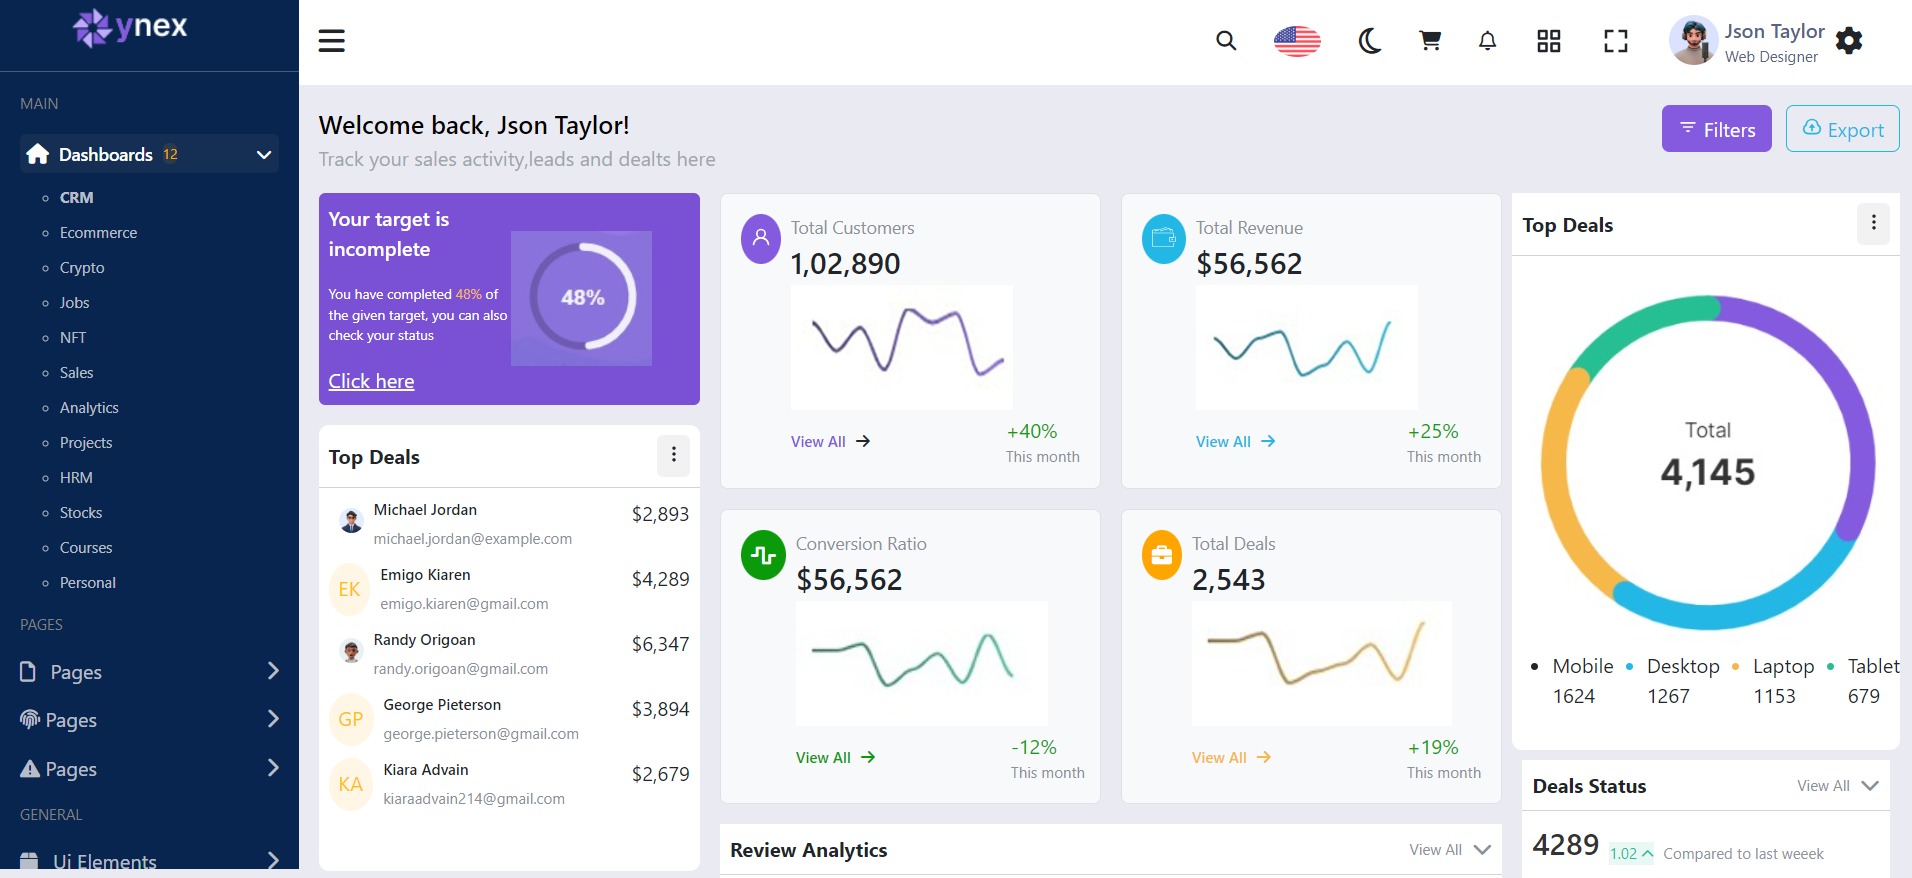 ynex
MAIN
Dashboards 12
CRM
Ecommerce
Crypto
Jobs
NFT
Sales
Analytics
Projects
HRM
Stocks
Courses
Personal
PAGES
Pages
Pages
Pages
GENERAL
Ui Elements
Json Taylor
Web Designer
Welcome back, Json Taylor!
Track your sales activity,leads and dealts here
Filters
Export
Your target is
incomplete
You have completed 48% of
the given target, you can also
check your status
Click here
48%
Top Deals
Michael Jordan
michael.jordan@example.com
$2,893
EK
Emigo Kiaren
emigo.kiaren@gmail.com
$4,289
Randy Origoan
randy.origoan@gmail.com
$6,347
GP
George Pieterson
george.pieterson@gmail.com
$3,894
KA
Kiara Advain
kiaraadvain214@gmail.com
$2,679
Total Customers
1,02,890
View All
+40%
This month
Total Revenue
$56,562
View All
+25%
This month
Conversion Ratio
$56,562
View All
-12%
This month
Total Deals
2,543
View All
+19%
This month
Review Analytics
View All
Top Deals
Total
4,145
Mobile
1624
Desktop
1267
Laptop
1153
Tablet
679
Deals Status
View All
4289 1.02 Compared to last weeek